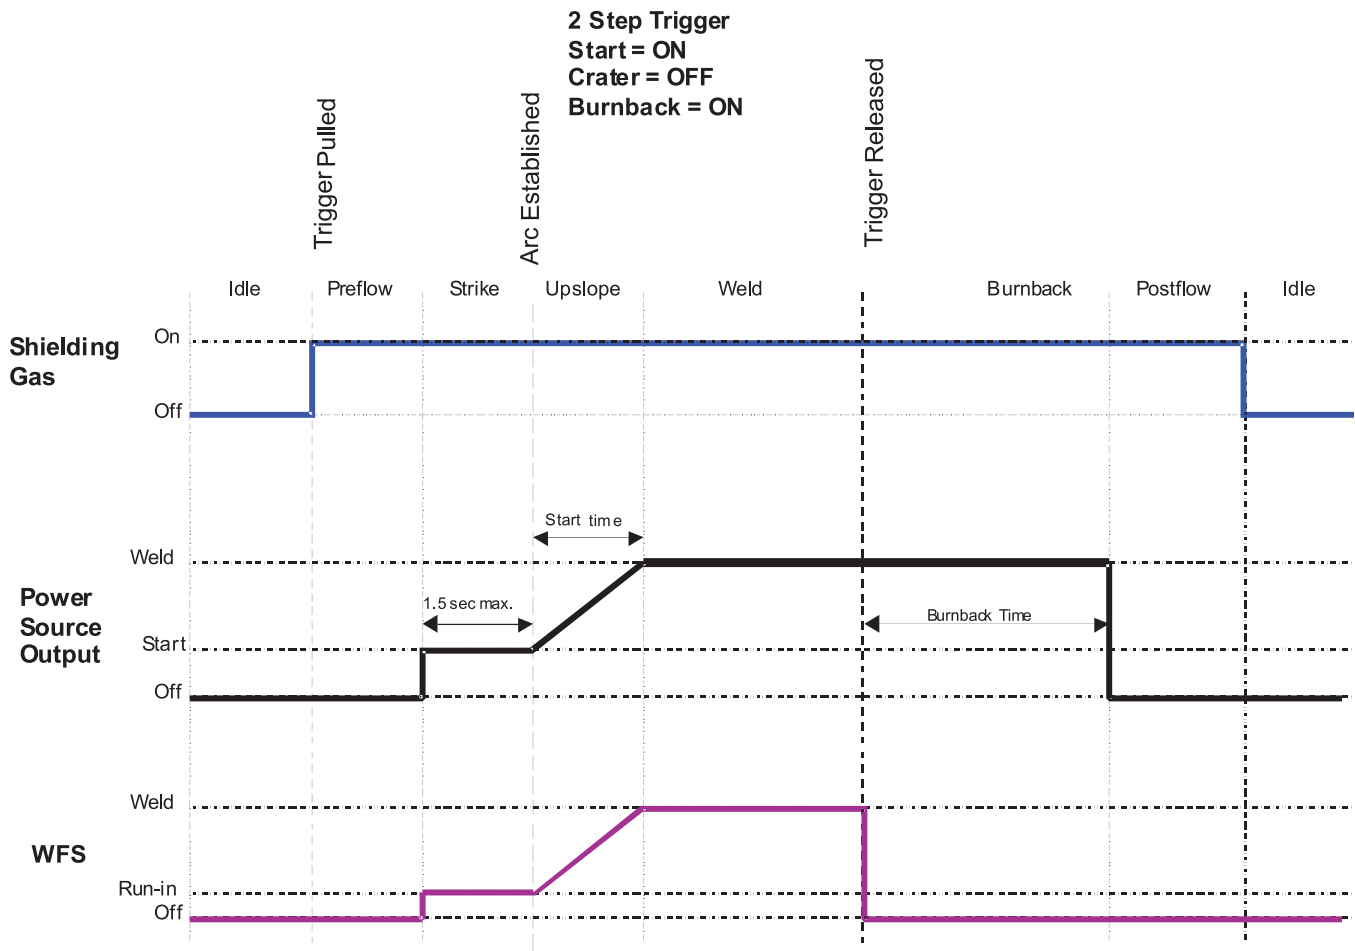 2 Step Trigger
Start = ON
Crater = OFF
Burnback = ON
Trigger Pulled
Arc Established
Trigger Released
Idle
Preflow
Strike
Upslope
Weld
Burnback
Postflow
Idle
Shielding
Gas
On
Off
Power
Source
Output
Weld
Start
Off
Start time
1.5 sec max.
Burnback Time
WFS
Weld
Run-in
Off